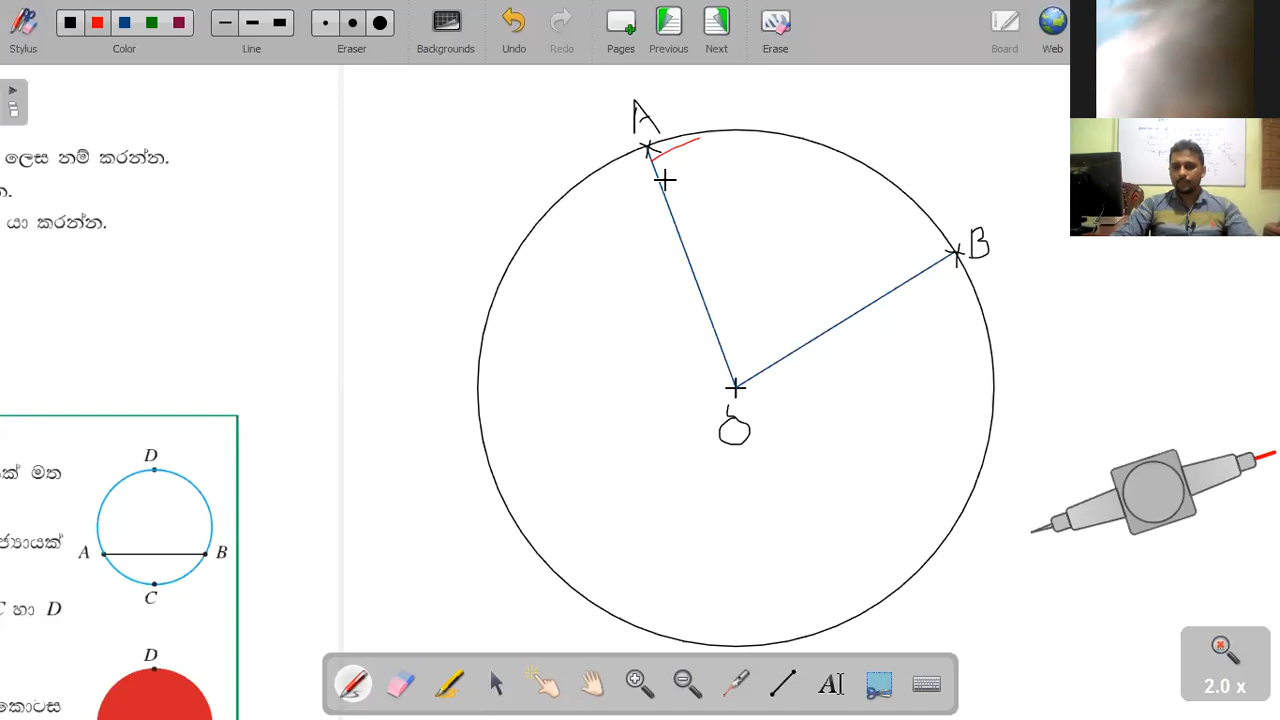 Stylus
Color
Line
Eraser
Backgrounds
Undo
Redo
Pages
Previous
Next
Erase
Board
Web
ලෙස නම් කරන්න.
න.
යා කරන්න.
A
B
O
D
ක් මත
A
B
C
C හා D
D
කොටස
2.0 x